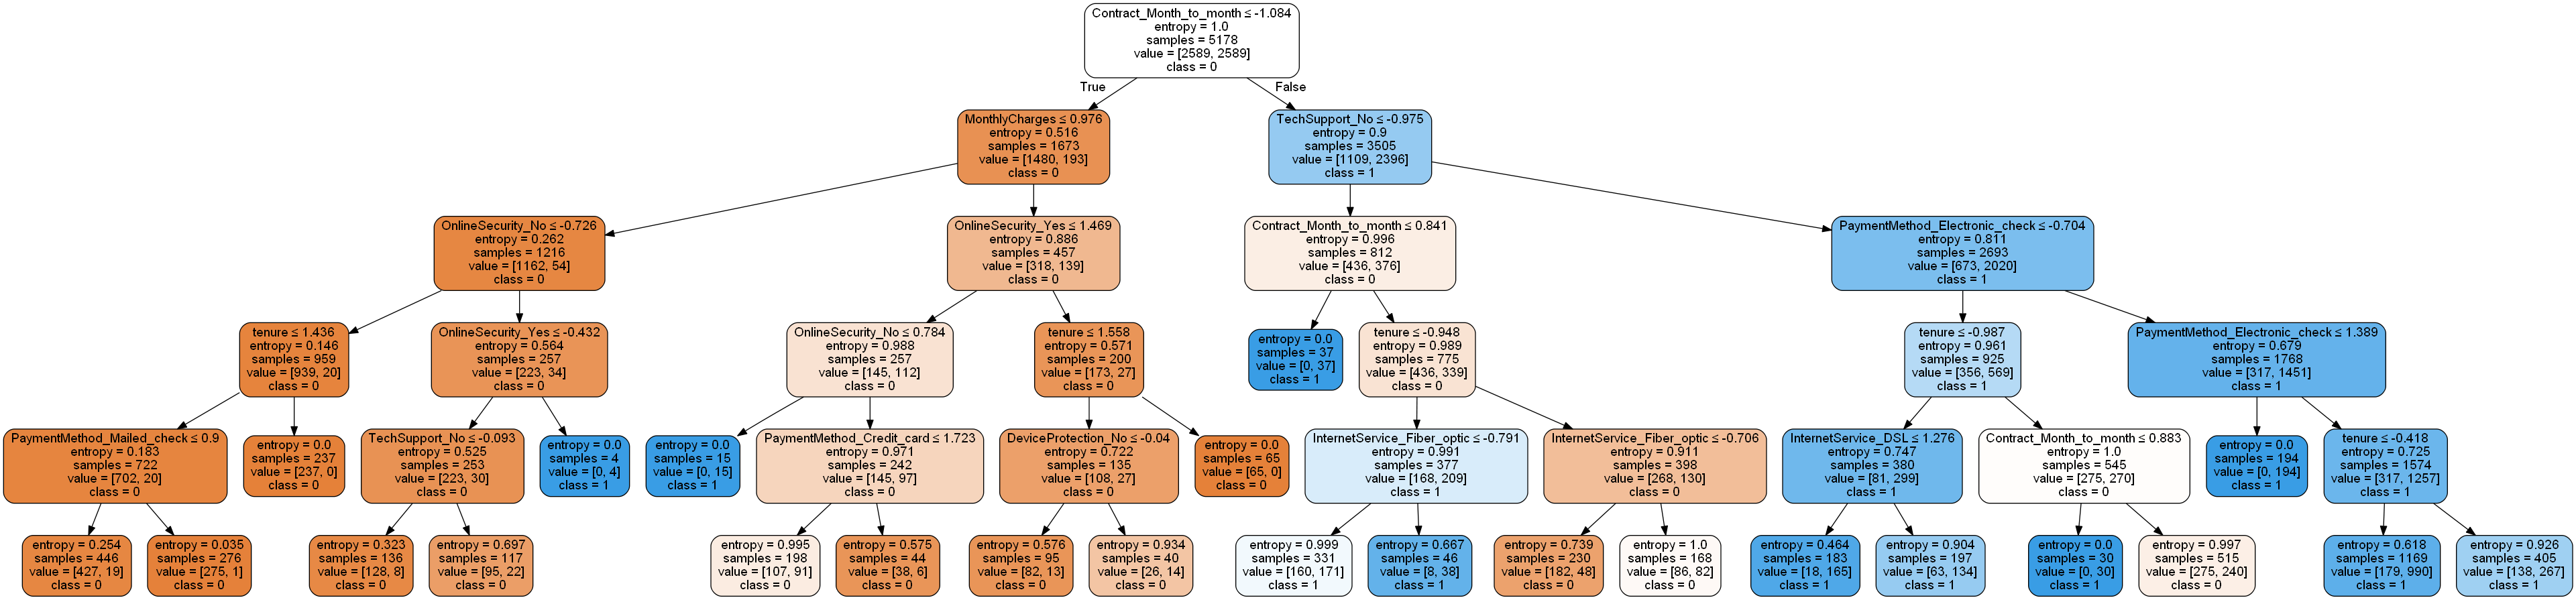 Contract_Month_to_month ≤ -1.084
entropy = 1.0
samples = 5178
value = [2589, 2589]
class = 0
True
False
MonthlyCharges ≤ 0.976
entropy = 0.516
samples = 1673
value = [1480, 193]
class = 0
TechSupport_No ≤ -0.975
entropy = 0.9
samples = 3505
value = [1109, 2396]
class = 1
OnlineSecurity_No ≤ -0.726
entropy = 0.262
samples = 1216
value = [1162, 54]
class = 0
OnlineSecurity_Yes ≤ 1.469
entropy = 0.886
samples = 457
value = [318, 139]
class = 0
Contract_Month_to_month ≤ 0.841
entropy = 0.996
samples = 812
value = [436, 376]
class = 0
PaymentMethod_Electronic_check ≤ -0.704
entropy = 0.811
samples = 2693
value = [673, 2020]
class = 1
tenure ≤ 1.436
entropy = 0.146
samples = 959
value = [939, 20]
class = 0
OnlineSecurity_Yes ≤ -0.432
entropy = 0.564
samples = 257
value = [223, 34]
class = 0
OnlineSecurity_No ≤ 0.784
entropy = 0.988
samples = 257
value = [145, 112]
class = 0
tenure ≤ 1.558
entropy = 0.571
samples = 200
value = [173, 27]
class = 0
entropy = 0.0
samples = 37
value = [0, 37]
class = 1
tenure ≤ -0.948
entropy = 0.989
samples = 775
value = [436, 339]
class = 0
tenure ≤ -0.987
entropy = 0.961
samples = 925
value = [356, 569]
class = 1
PaymentMethod_Electronic_check ≤ 1.389
entropy = 0.679
samples = 1768
value = [317, 1451]
class = 1
PaymentMethod_Mailed_check ≤ 0.9
entropy = 0.183
samples = 722
value = [702, 20]
class = 0
entropy = 0.0
samples = 237
value = [237, 0]
class = 0
TechSupport_No ≤ -0.093
entropy = 0.525
samples = 253
value = [223, 30]
class = 0
entropy = 0.0
samples = 4
value = [0, 4]
class = 1
entropy = 0.0
samples = 15
value = [0, 15]
class = 1
PaymentMethod_Credit_card ≤ 1.723
entropy = 0.971
samples = 242
value = [145, 97]
class = 0
DeviceProtection_No ≤ -0.04
entropy = 0.722
samples = 135
value = [108, 27]
class = 0
entropy = 0.0
samples = 65
value = [65, 0]
class = 0
InternetService_Fiber_optic ≤ -0.791
entropy = 0.991
samples = 377
value = [168, 209]
class = 1
InternetService_Fiber_optic ≤ -0.706
entropy = 0.911
samples = 398
value = [268, 130]
class = 0
InternetService_DSL ≤ 1.276
entropy = 0.747
samples = 380
value = [81, 299]
class = 1
Contract_Month_to_month ≤ 0.883
entropy = 1.0
samples = 545
value = [275, 270]
class = 0
entropy = 0.0
samples = 194
value = [0, 194]
class = 1
tenure ≤ -0.418
entropy = 0.725
samples = 1574
value = [317, 1257]
class = 1
entropy = 0.254
samples = 446
value = [427, 19]
class = 0
entropy = 0.035
samples = 276
value = [275, 1]
class = 0
entropy = 0.323
samples = 136
value = [128, 8]
class = 0
entropy = 0.697
samples = 117
value = [95, 22]
class = 0
entropy = 0.995
samples = 198
value = [107, 91]
class = 0
entropy = 0.575
samples = 44
value = [38, 6]
class = 0
entropy = 0.576
samples = 95
value = [82, 13]
class = 0
entropy = 0.934
samples = 40
value = [26, 14]
class = 0
entropy = 0.999
samples = 331
value = [160, 171]
class = 1
entropy = 0.667
samples = 46
value = [8, 38]
class = 1
entropy = 0.739
samples = 230
value = [182, 48]
class = 0
entropy = 1.0
samples = 168
value = [86, 82]
class = 0
entropy = 0.464
samples = 183
value = [18, 165]
class = 1
entropy = 0.904
samples = 197
value = [63, 134]
class = 1
entropy = 0.0
samples = 30
value = [0, 30]
class = 1
entropy = 0.997
samples = 515
value = [275, 240]
class = 0
entropy = 0.618
samples = 1169
value = [179, 990]
class = 1
entropy = 0.926
samples = 405
value = [138, 267]
class = 1